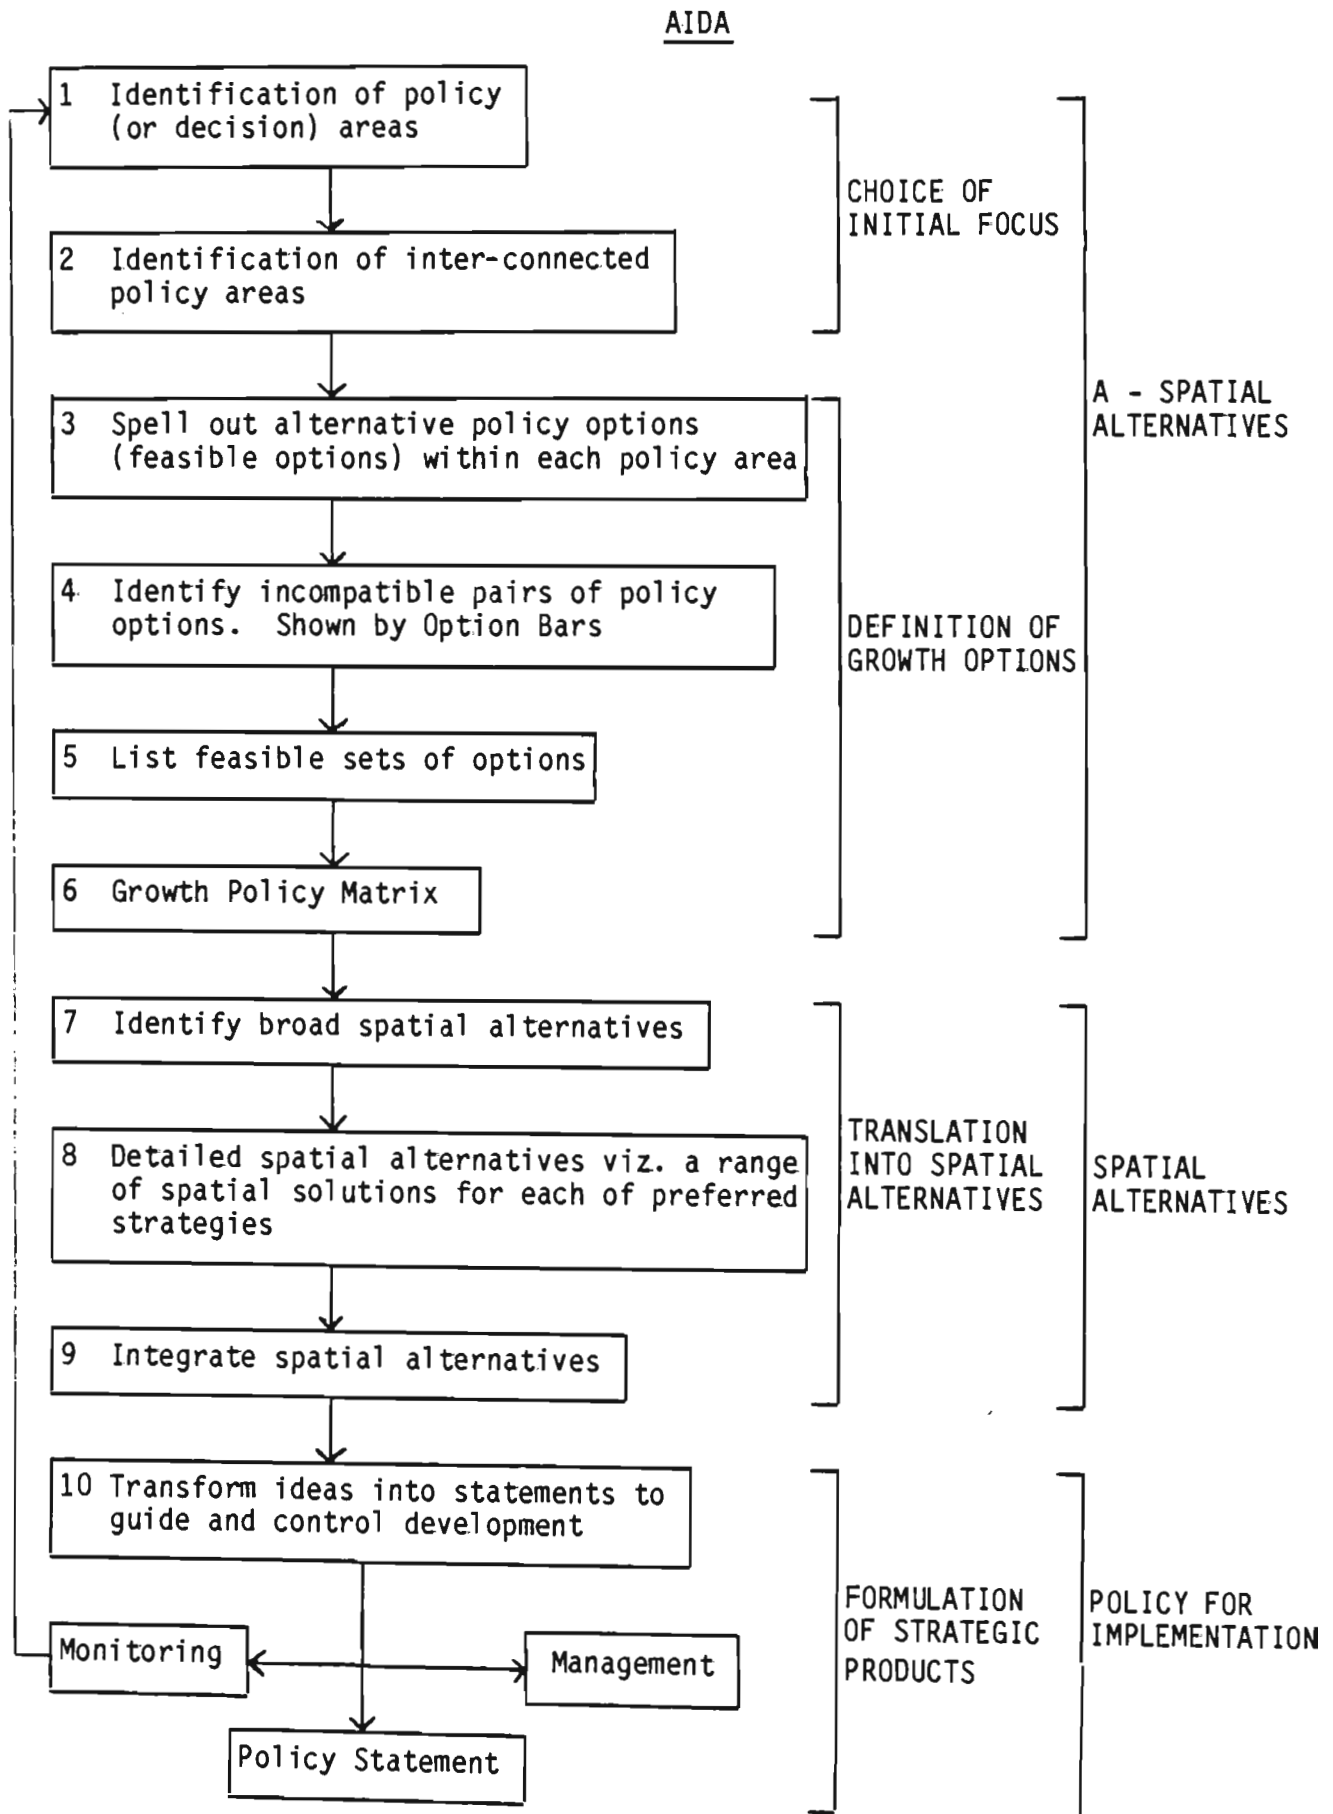 AIDA
1 Identification of policy
(or decision) areas
2 Identification of inter-connected
policy areas
CHOICE OF
INITIAL FOCUS
3 Spell out alternative policy options
(feasible options) within each policy area
A - SPATIAL
ALTERNATIVES
4 Identify incompatible pairs of policy
options. Shown by Option Bars
DEFINITION OF
GROWTH OPTIONS
5 List feasible sets of options
6 Growth Policy Matrix
7 Identify broad spatial alternatives
8 Detailed spatial alternatives viz. a range
of spatial solutions for each of preferred
strategies
TRANSLATION
INTO SPATIAL
ALTERNATIVES
SPATIAL
ALTERNATIVES
9 Integrate spatial alternatives
10 Transform ideas into statements to
guide and control development
Monitoring
Management
Policy Statement
FORMULATION
OF STRATEGIC
PRODUCTS
POLICY FOR
IMPLEMENTATION